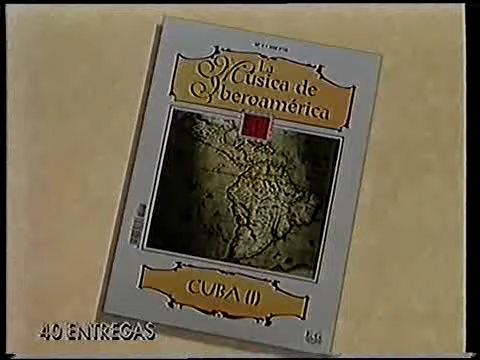 La
Música de
Iberoamérica
CUBA (I)
40 ENTREGAS